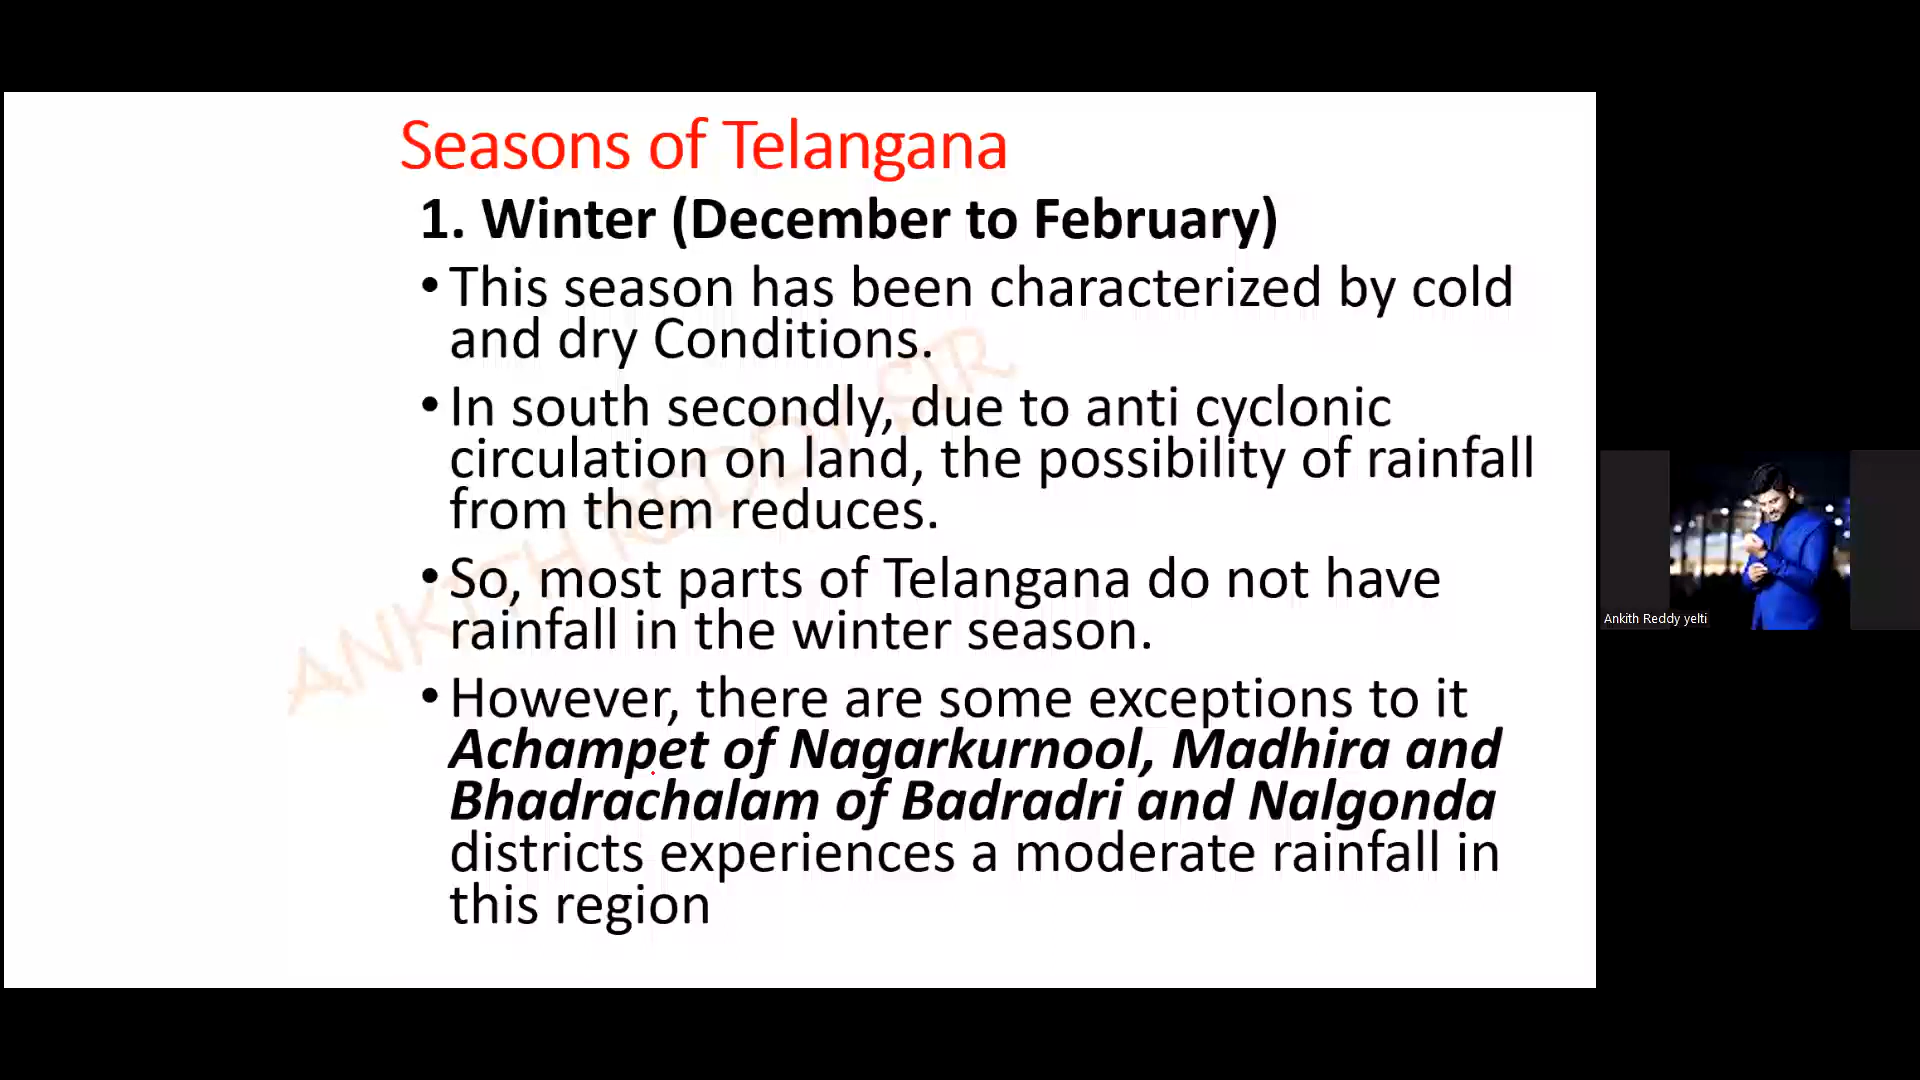 Seasons of Telangana
1. Winter (December to February)
• This season has been characterized by cold
and dry Conditions.
• In south secondly, due to anti cyclonic
circulation on land, the possibility of rainfall
from them reduces.
• So, most parts of Telangana do not have
rainfall in the winter season.
• However, there are some exceptions to it
Achampet of Nagarkurnool, Madhira and
Bhadrachalam of Badradri and Nalgonda
districts experiences a moderate rainfall in
this region
ANKITH REDDY SIR
Ankith Reddy yelti